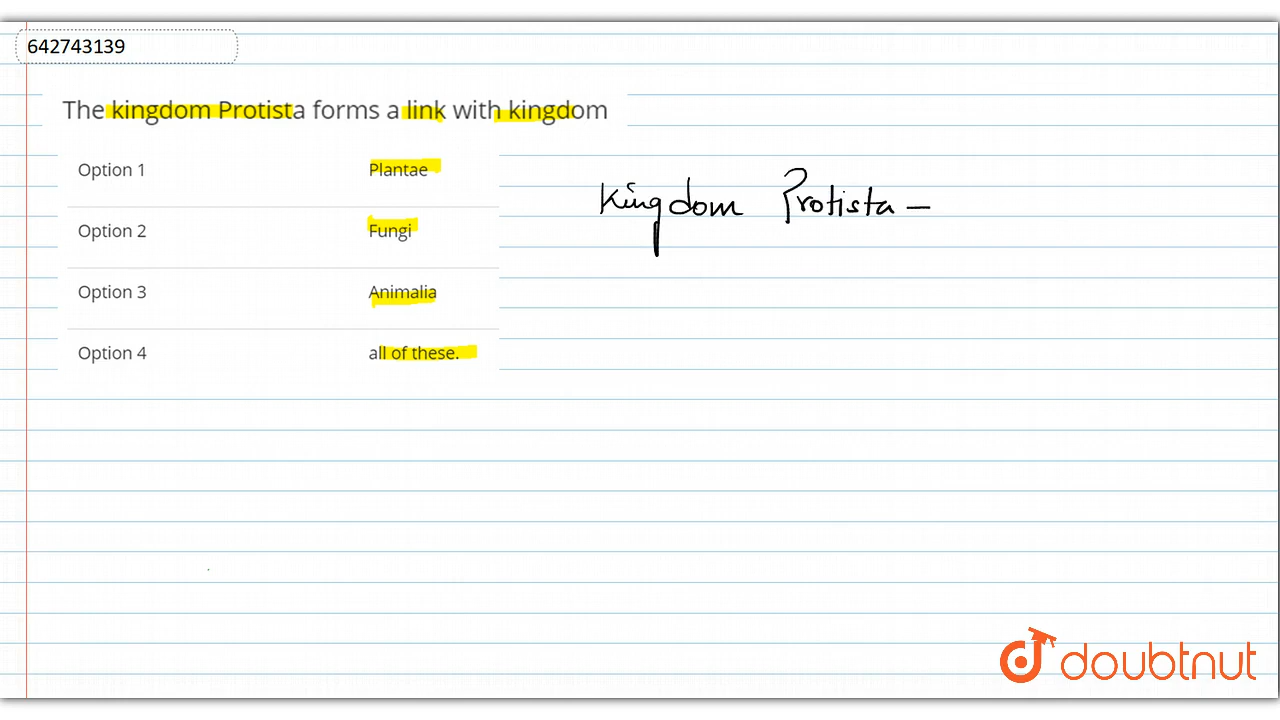 642743139
The kingdom Protista forms a link with kingdom
Option 1 Plantae
Option 2 Fungi
Option 3 Animalia
Option 4 all of these.
Kingdom Protista –
doubtnut